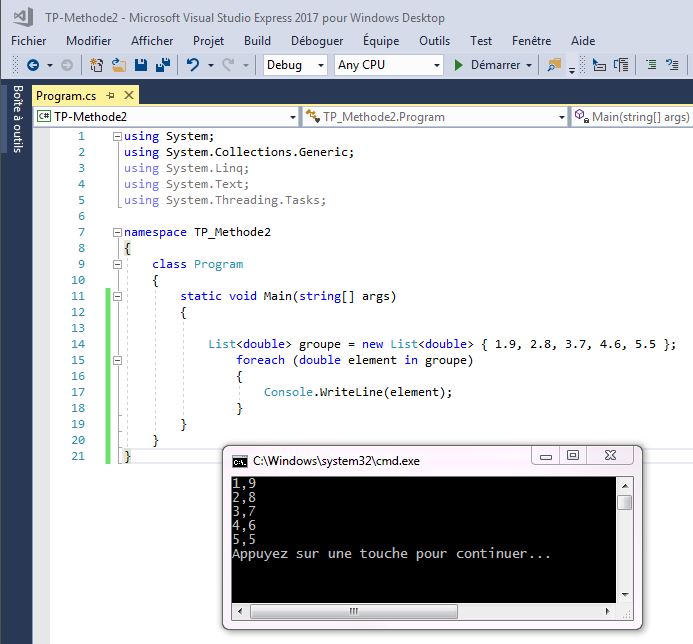 TP-Methode2 - Microsoft Visual Studio Express 2017 pour Windows Desktop
Fichier Modifier Afficher Projet Build Déboguer Équipe Outils Test Fenêtre Aide
Debug Any CPU Démarrer
Boîte à outils
Program.cs
C# TP-Methode2 TP_Methode2.Program Main(string[] args)
1 using System;
2 using System.Collections.Generic;
3 using System.Linq;
4 using System.Text;
5 using System.Threading.Tasks;
6
7 namespace TP_Methode2
8 {
9 class Program
10 {
11 static void Main(string[] args)
12 {
13
14 List<double> groupe = new List<double> { 1.9, 2.8, 3.7, 4.6, 5.5 };
15 foreach (double element in groupe)
16 {
17 Console.WriteLine(element);
18 }
19 }
20 }
21 }
C:\Windows\system32\cmd.exe
1,9
2,8
3,7
4,6
5,5
Appuyez sur une touche pour continuer...